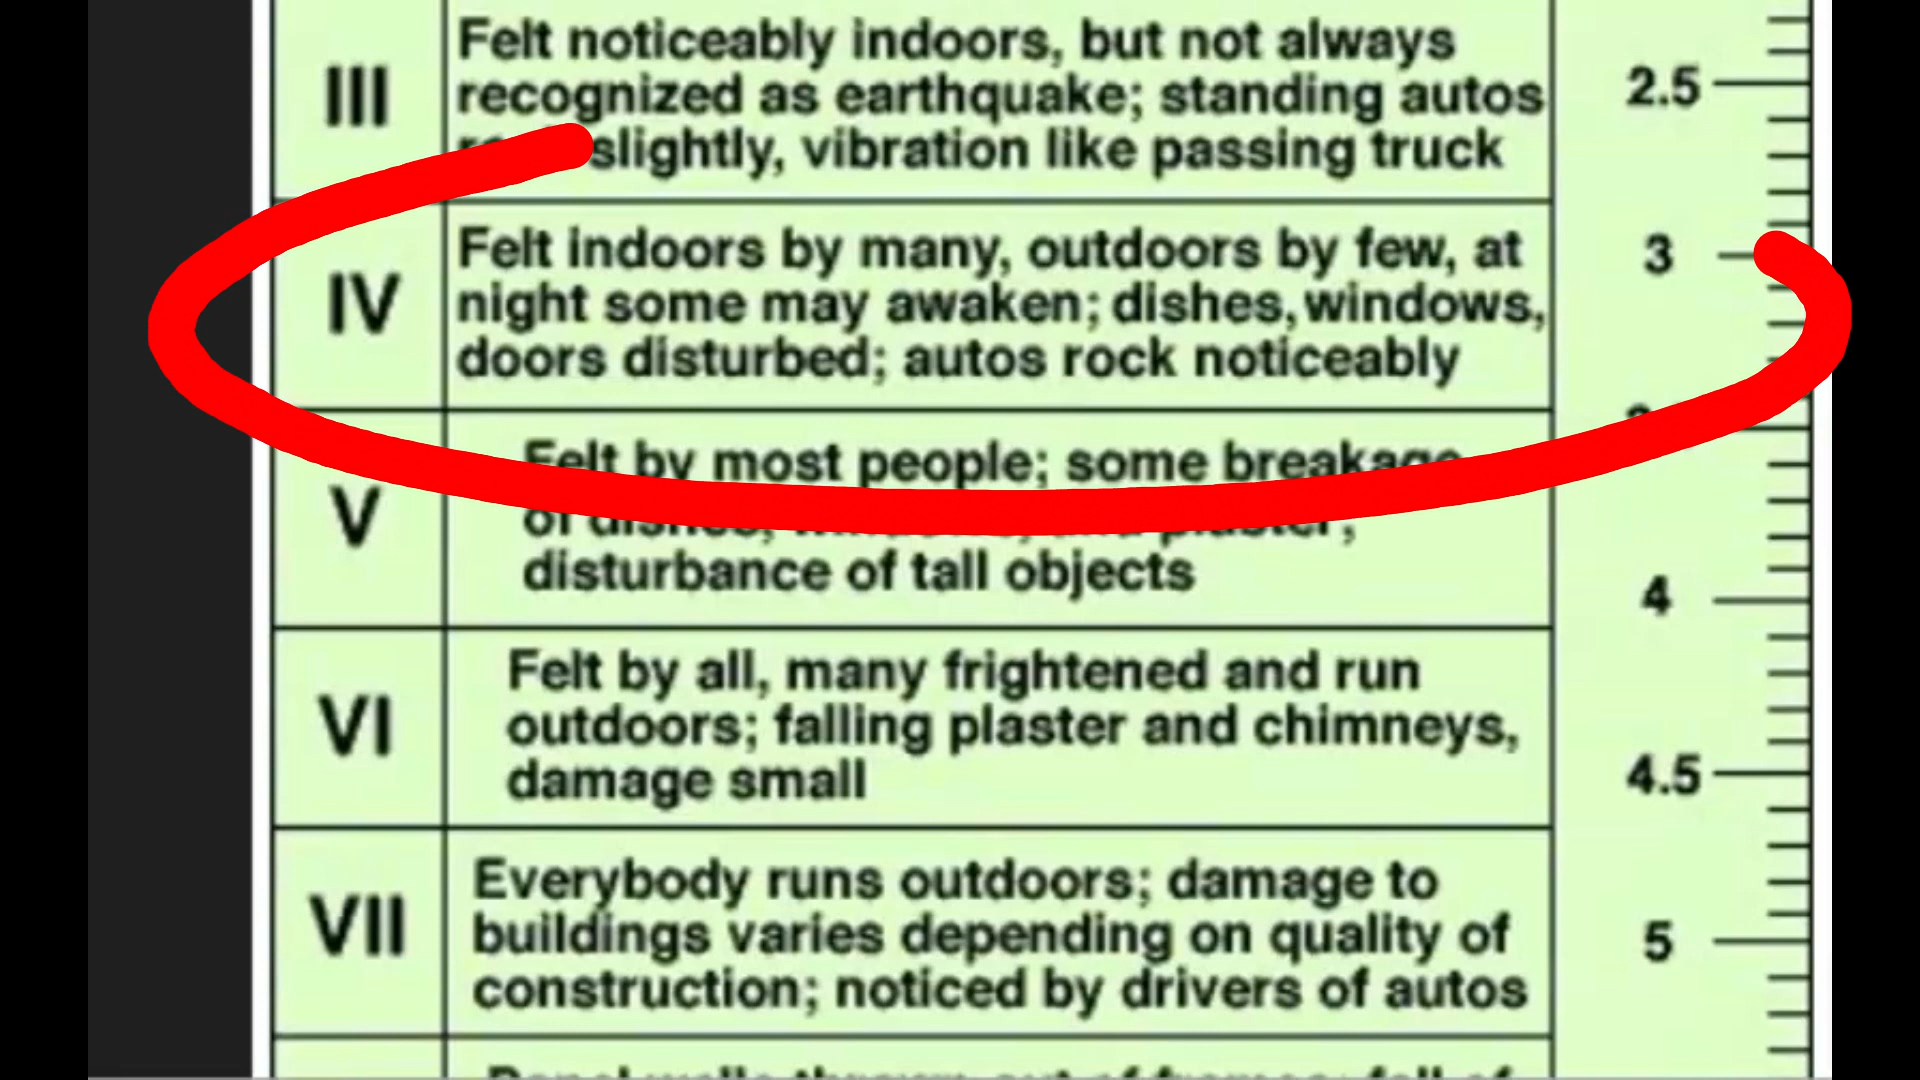 III
Felt noticeably indoors, but not always
recognized as earthquake; standing autos
slightly, vibration like passing truck
2.5
IV
Felt indoors by many, outdoors by few, at
night some may awaken; dishes, windows,
doors disturbed; autos rock noticeably
3
V
Felt by most people; some breakage
of dishes, plaster;
disturbance of tall objects
4
VI
Felt by all, many frightened and run
outdoors; falling plaster and chimneys,
damage small
4.5
VII
Everybody runs outdoors; damage to
buildings varies depending on quality of
construction; noticed by drivers of autos
5